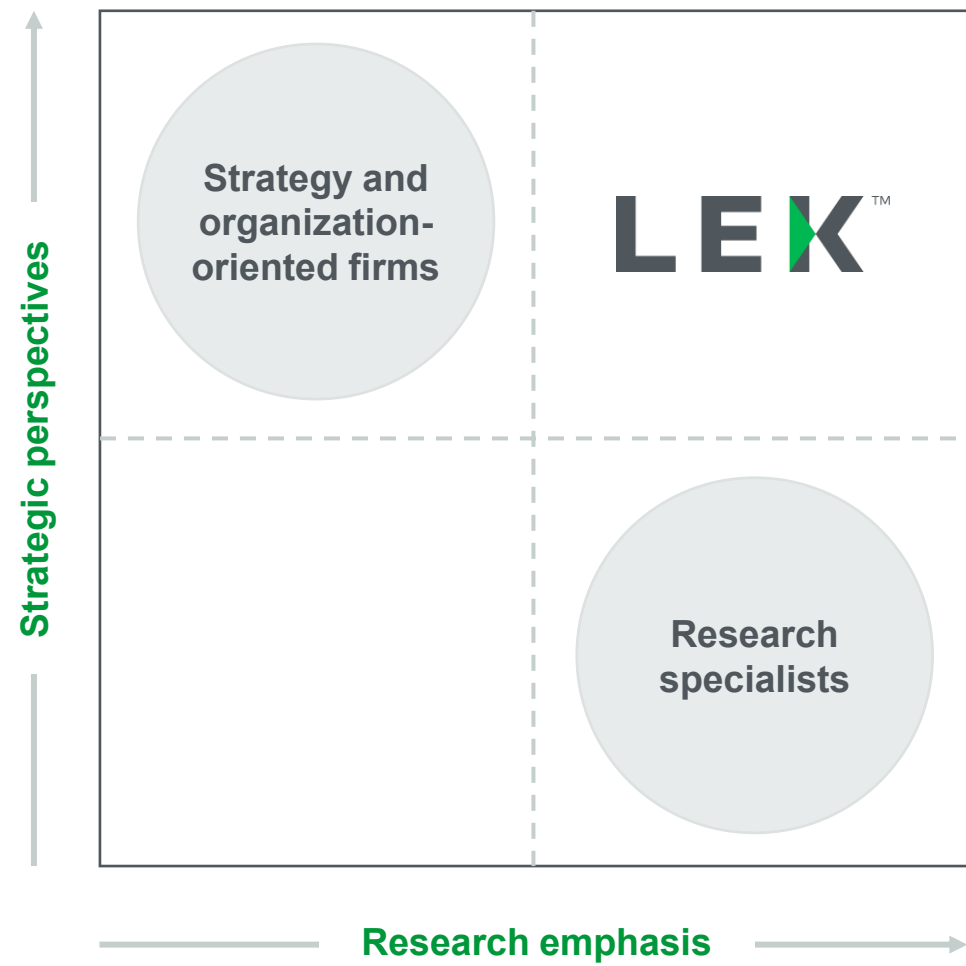 Strategy and
organization-
oriented firms
LEK™
Strategic perspectives
Research
specialists
Research emphasis